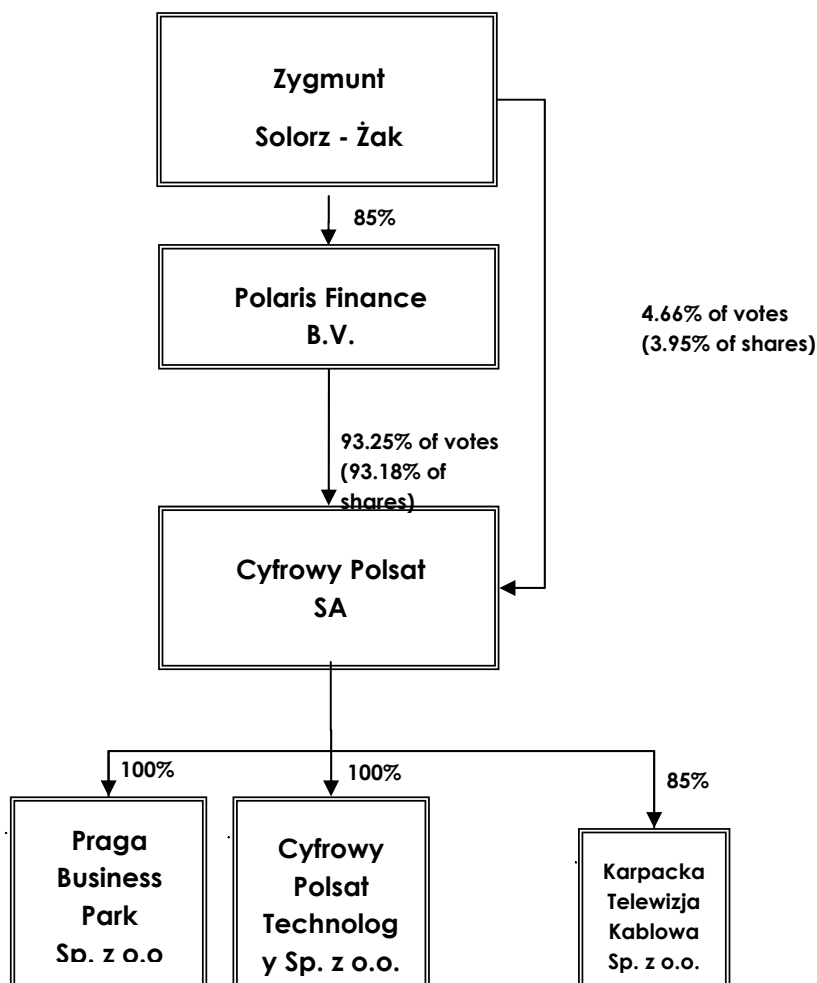 Zygmunt
Solorz - Żak
85%
Polaris Finance
B.V.
4.66% of votes
(3.95% of shares)
93.25% of votes
(93.18% of
shares)
Cyfrowy Polsat
SA
100%
100%
85%
Praga
Business
Park
Sp. z o.o
Cyfrowy
Polsat
Technolog
y Sp. z o.o.
Karpacka
Telewizja
Kablowa
Sp. z o.o.